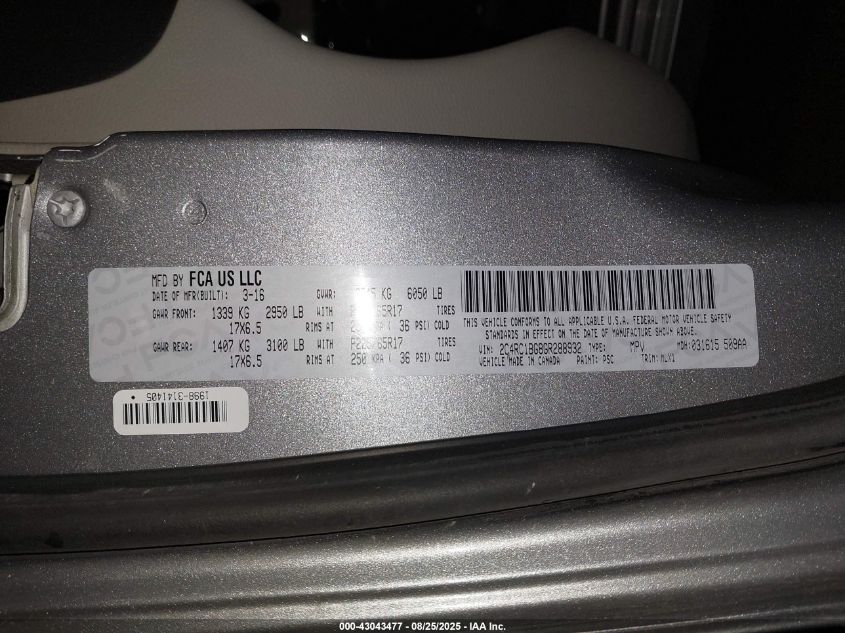 MFD BY FCA US LLC
DATE OF MFR(BUILT): 3-16 GVWR: KG 6050 LB
GAWR FRONT: 1339 KG 2950 LB WITH TIRES
17X6.5 RIMS AT KPA ( 36 PSI) COLD
GAWR REAR: 1407 KG 3100 LB WITH P225/65R17 TIRES
17X6.5 RIMS AT 250 KPA ( 36 PSI) COLD
THIS VEHICLE CONFORMS TO ALL APPLICABLE U.S.A. FEDERAL MOTOR VEHICLE SAFETY
STANDARDS IN EFFECT ON THE DATE OF MANUFACTURE SHOWN ABOVE.
VIN: 2C4RC1BG8GR288932 TYPE: MPV MDH: 031615 509AA
VEHICLE MADE IN CANADA PAINT: PSC TRIM: MLX1
1998-3141405
000-43043477 - 08/25/2025 - IAA Inc.